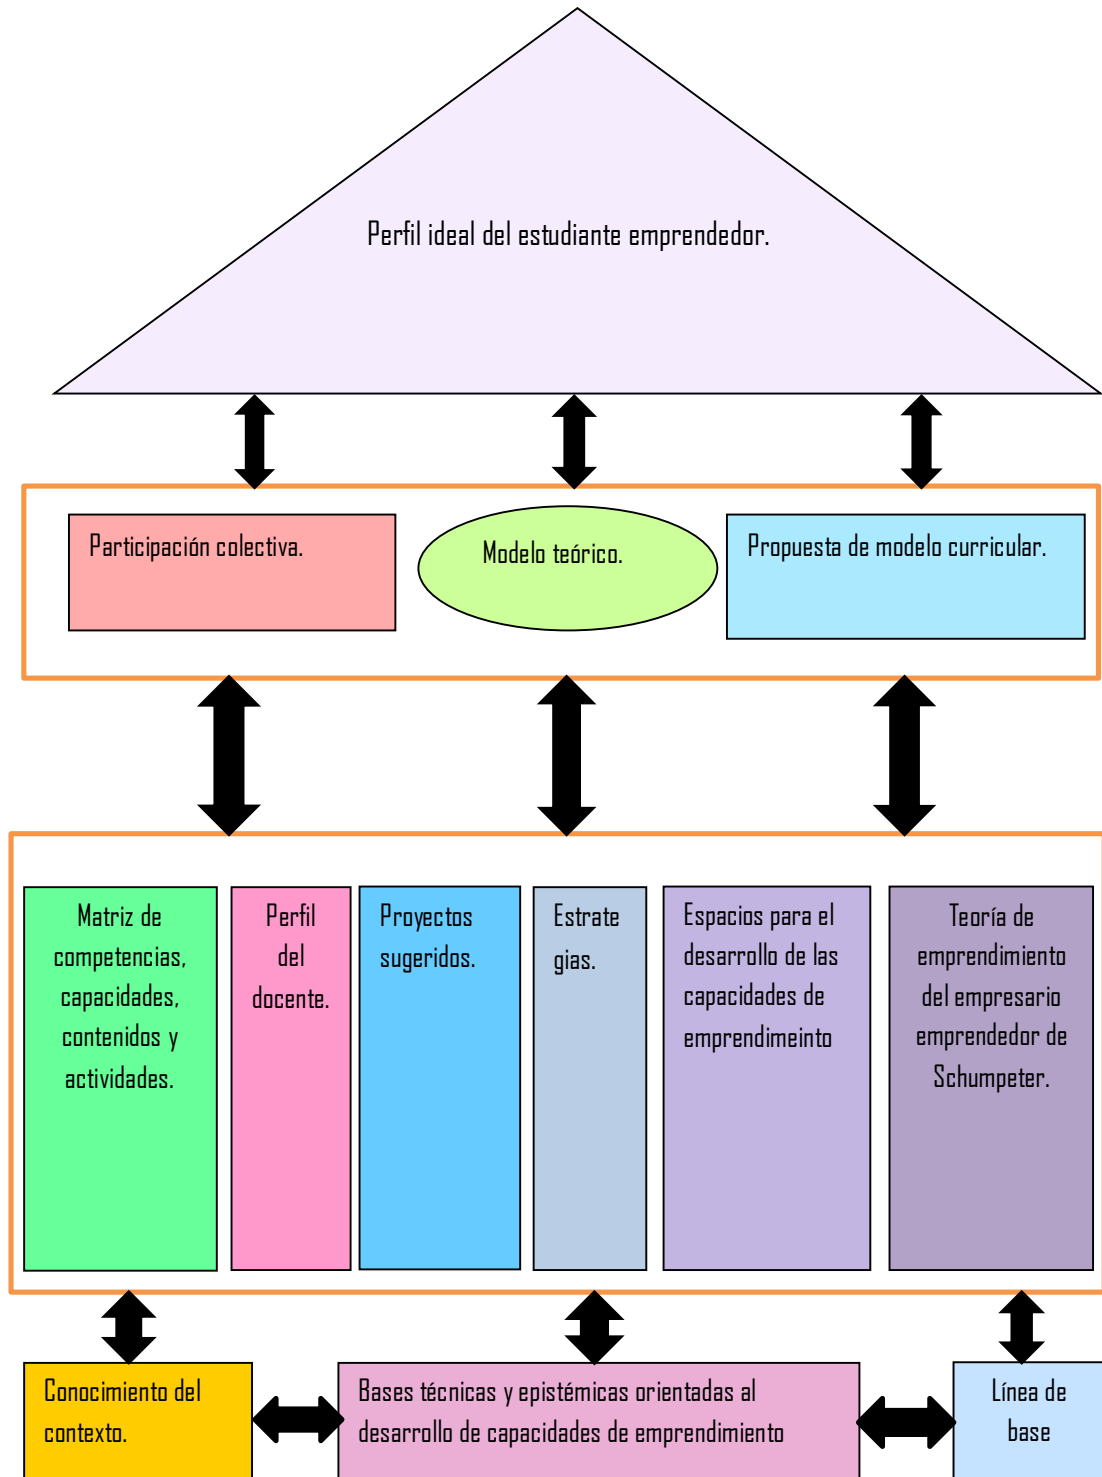 Perfil ideal del estudiante emprendedor.
Participación colectiva.
Modelo teórico.
Propuesta de modelo curricular.
Matriz de
competencias,
capacidades,
contenidos y
actividades.
Perfil
del
docente.
Proyectos
sugeridos.
Estrate
gias.
Espacios para el
desarrollo de las
capacidades de
emprendimeinto
Teoría de
emprendimiento
del empresario
emprendedor de
Schumpeter.
Conocimiento del
contexto.
Bases técnicas y epistémicas orientadas al
desarrollo de capacidades de emprendimiento
Línea de
base